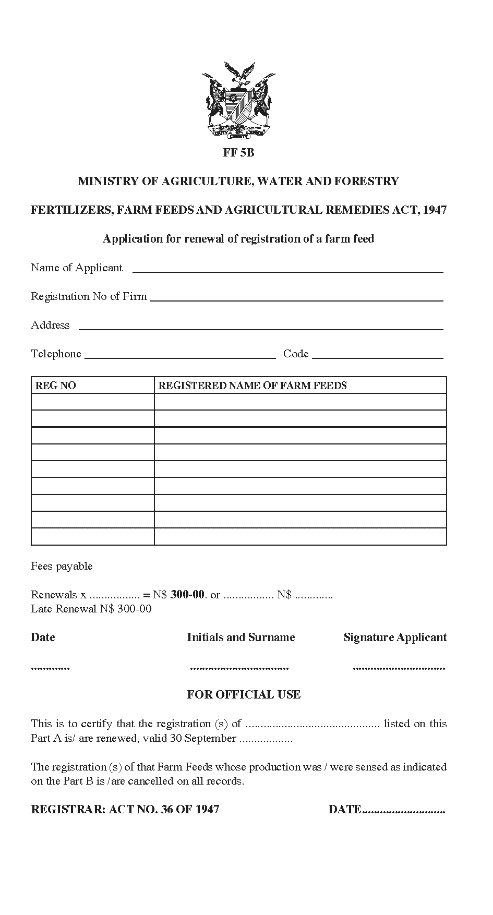 FF 5B
MINISTRY OF AGRICULTURE, WATER AND FORESTRY
FERTILIZERS, FARM FEEDS AND AGRICULTURAL REMEDIES ACT, 1947
Application for renewal of registration of a farm feed
Name of Applicant
Registration No of Firm
Address
Telephone Code
REG NO REGISTERED NAME OF FARM FEEDS
Fees payable
Renewals x ................. = N$ 300-00. or ................. N$ .............
Late Renewal N$ 300-00
Date Initials and Surname Signature Applicant
............. ................................. ...............................
FOR OFFICIAL USE
This is to certify that the registration (s) of ............................................. listed on this
Part A is/ are renewed, valid 30 September ..................
The registration (s) of that Farm Feeds whose production was / were sensed as indicated
on the Part B is /are cancelled on all records.
REGISTRAR: ACT NO. 36 OF 1947 DATE............................